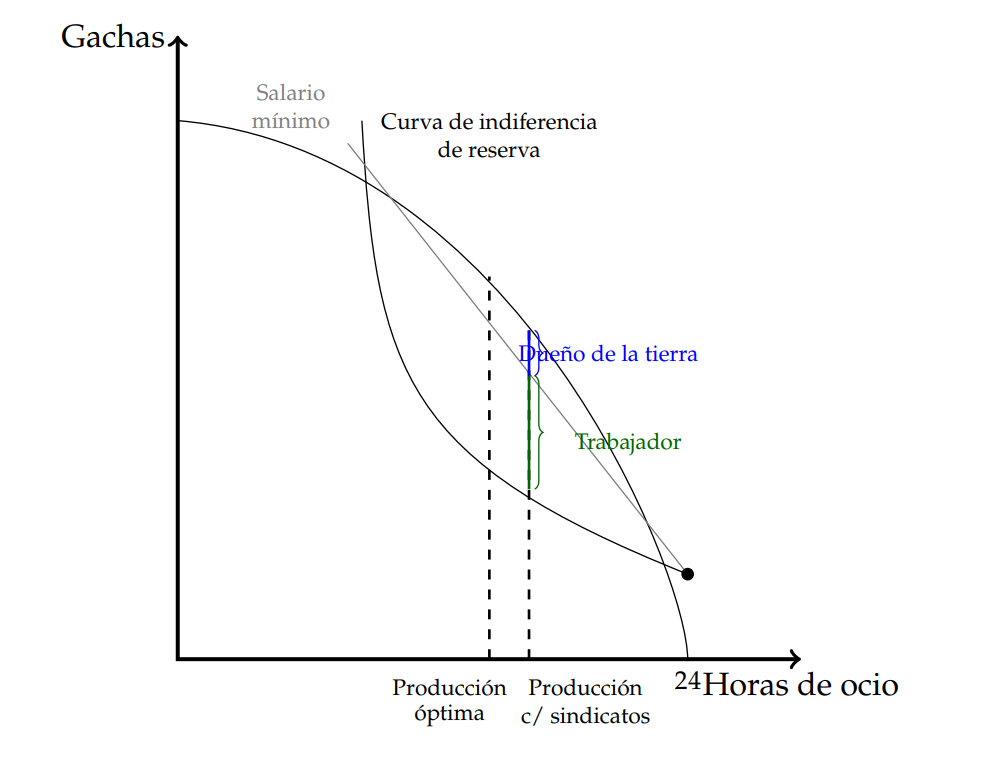 Gachas
Salario
mínimo
Curva de indiferencia
de reserva
Dueño de la tierra
Trabajador
24
Horas de ocio
Producción
óptima
Producción
c/ sindicatos